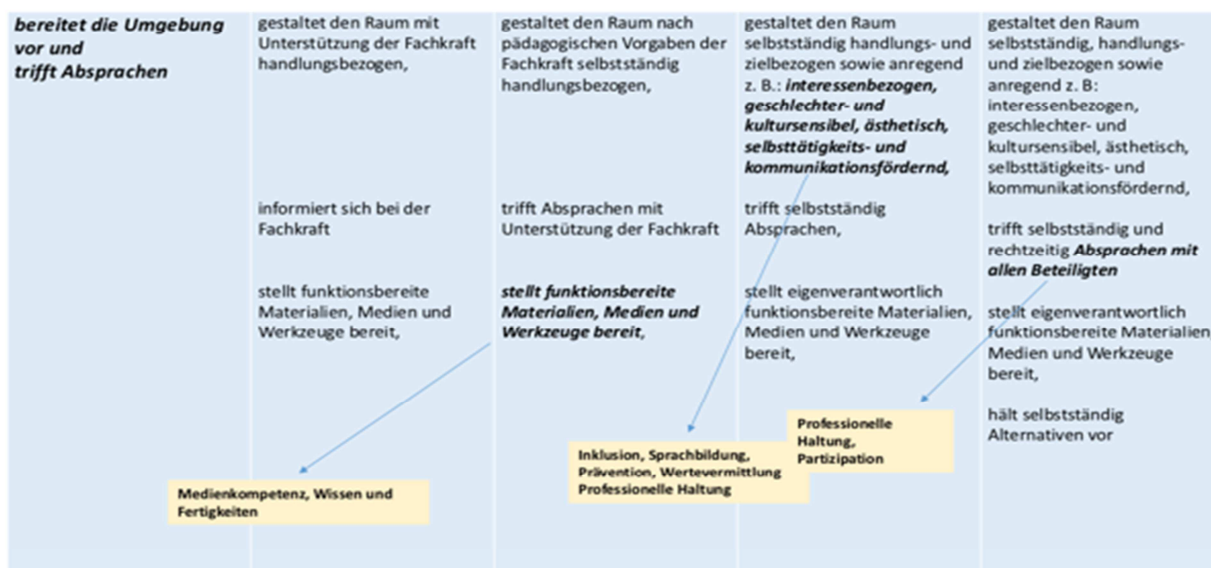 bereitet die Umgebung
vor und
trifft Absprachen
gestaltet den Raum mit
Unterstützung der Fachkraft
handlungsbezogen,
informiert sich bei der
Fachkraft
stellt funktionsbereite
Materialien, Medien und
Werkzeuge bereit,
gestaltet den Raum nach
pädagogischen Vorgaben der
Fachkraft selbstständig
handlungsbezogen,
trifft Absprachen mit
Unterstützung der Fachkraft
stellt funktionsbereite
Materialien, Medien und
Werkzeuge bereit,
gestaltet den Raum
selbstständig handlungs- und
zielbezogen sowie anregend
z. B.: interessenbezogen,
geschlechter- und
kultursensibel, ästhetisch,
selbsttätigkeits- und
kommunikationsfördernd,
trifft selbstständig
Absprachen,
stellt eigenverantwortlich
funktionsbereite Materialien,
Medien und Werkzeuge
bereit,
gestaltet den Raum
selbstständig, handlungs-
und zielbezogen sowie
anregend z. B:
interessenbezogen,
geschlechter- und
kultursensibel, ästhetisch,
selbsttätigkeits- und
kommunikationsfördernd,
trifft selbstständig und
rechtzeitig Absprachen mit
allen Beteiligten
stellt eigenverantwortlich
funktionsbereite Materialien
Medien und Werkzeuge
bereit,
hält selbstständig
Alternativen vor
Medienkompetenz, Wissen und
Fertigkeiten
Inklusion, Sprachbildung,
Prävention, Wertevermittlung
Professionelle Haltung
Professionelle
Haltung,
Partizipation